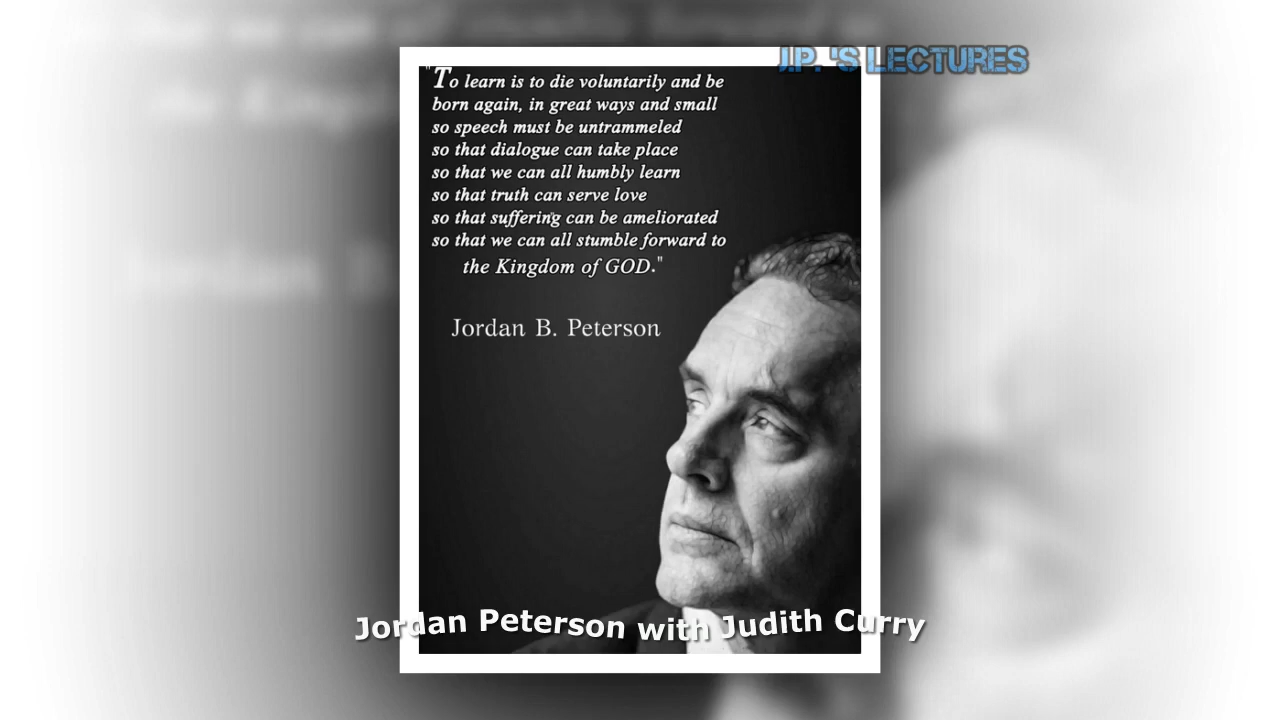 J.P. 'S LECTURES
"To learn is to die voluntarily and be
born again, in great ways and small
so speech must be untrammeled
so that dialogue can take place
so that we can all humbly learn
so that truth can serve love
so that suffering can be ameliorated
so that we can all stumble forward to
the Kingdom of GOD."
Jordan B. Peterson
Jordan Peterson with Judith Curry